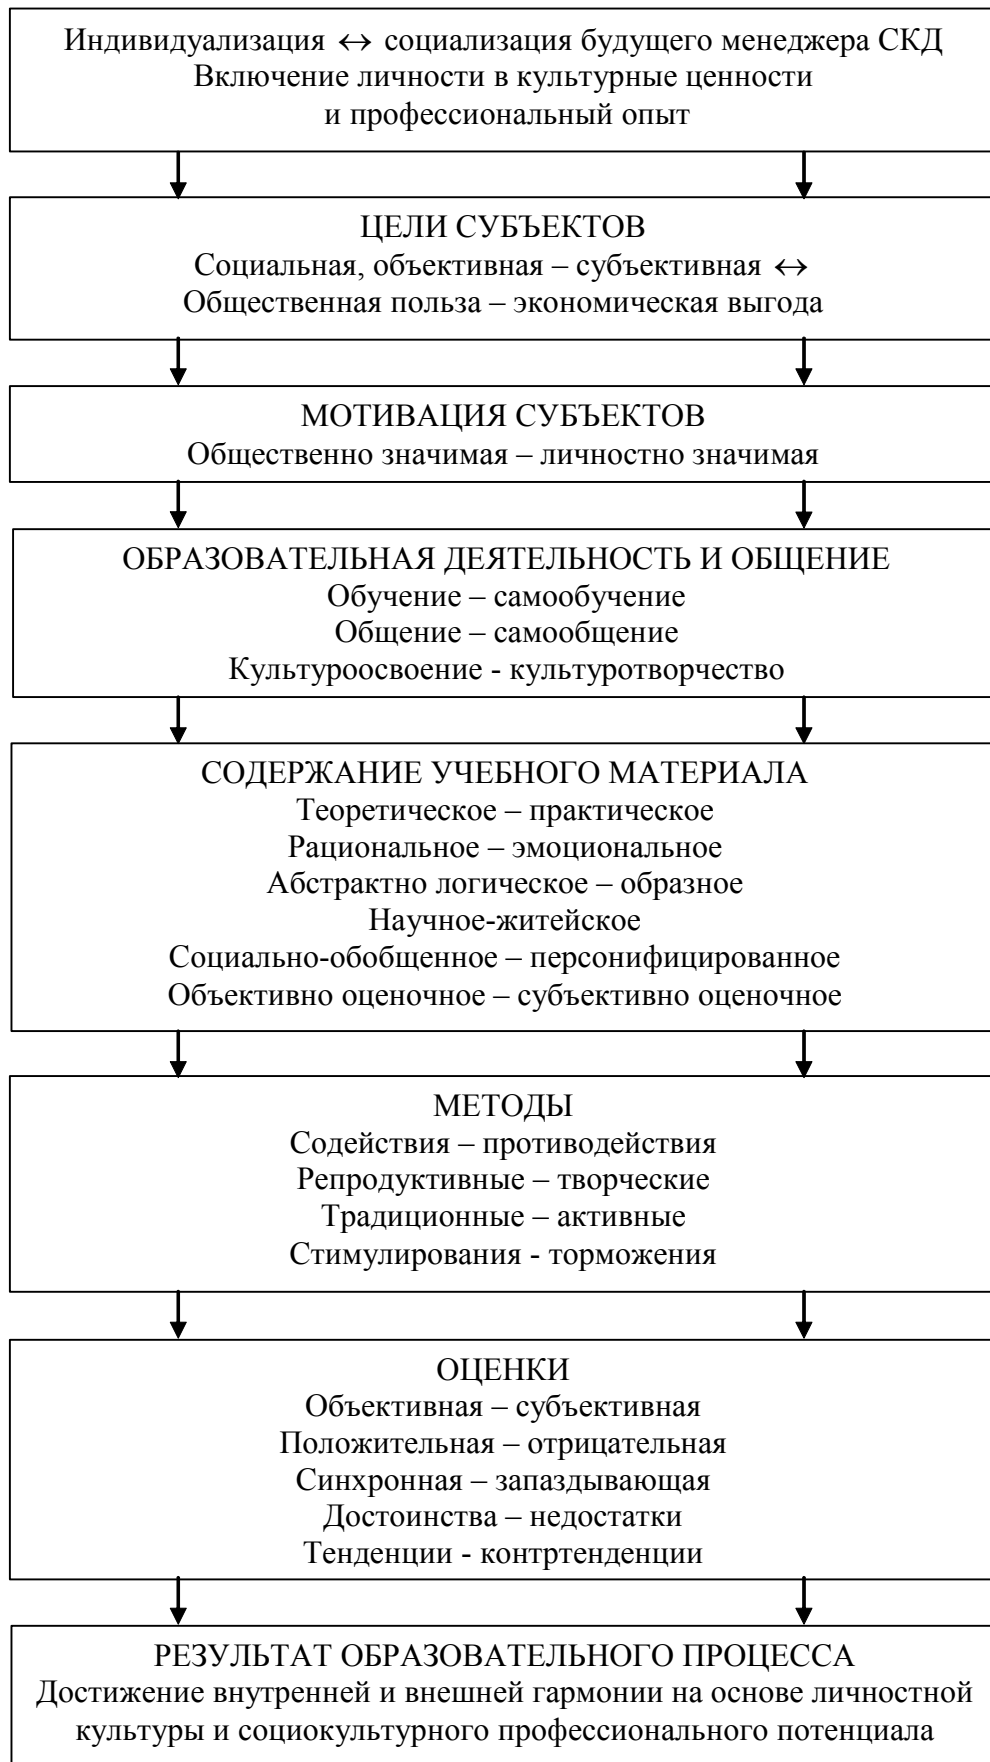 Индивидуализация ↔ социализация будущего менеджера СКД
Включение личности в культурные ценности
и профессиональный опыт
ЦЕЛИ СУБЪЕКТОВ
Социальная, объективная – субъективная ↔
Общественная польза – экономическая выгода
МОТИВАЦИЯ СУБЪЕКТОВ
Общественно значимая – личностно значимая
ОБРАЗОВАТЕЛЬНАЯ ДЕЯТЕЛЬНОСТЬ И ОБЩЕНИЕ
Обучение – самообучение
Общение – самообщение
Культуроосвоение - культуротворчество
СОДЕРЖАНИЕ УЧЕБНОГО МАТЕРИАЛА
Теоретическое – практическое
Рациональное – эмоциональное
Абстрактно логическое – образное
Научное-житейское
Социально-обобщенное – персонифицированное
Объективно оценочное – субъективно оценочное
МЕТОДЫ
Содействия – противодействия
Репродуктивные – творческие
Традиционные – активные
Стимулирования - торможения
ОЦЕНКИ
Объективная – субъективная
Положительная – отрицательная
Синхронная – запаздывающая
Достоинства – недостатки
Тенденции - контртенденции
РЕЗУЛЬТАТ ОБРАЗОВАТЕЛЬНОГО ПРОЦЕССА
Достижение внутренней и внешней гармонии на основе личностной
культуры и социокультурного профессионального потенциала